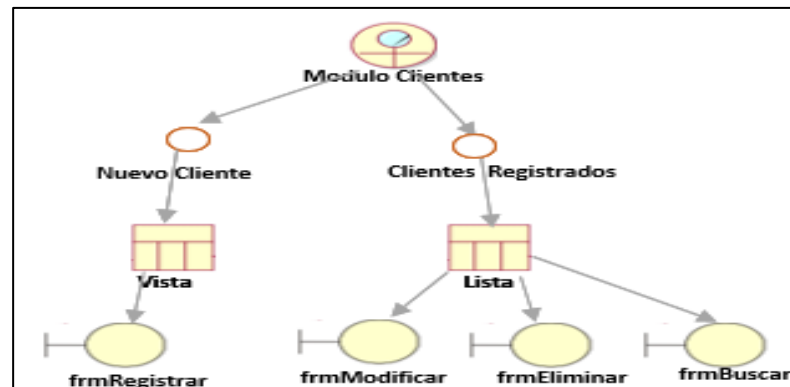 Modulo Clientes
Nuevo Cliente
Clientes Registrados
Vista
Lista
frmRegistrar
frmModificar
frmEliminar
frmBuscar